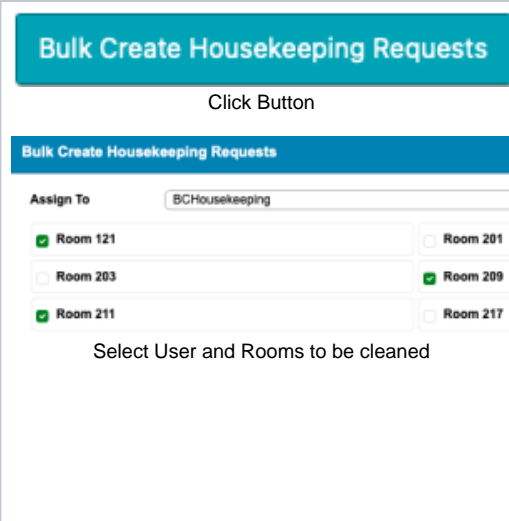 Bulk Create Housekeeping Requests
Click Button
Bulk Create Housekeeping Requests
Assign To BCHousekeeping
Room 121 Room 201
Room 203 Room 209
Room 211 Room 217
Select User and Rooms to be cleaned